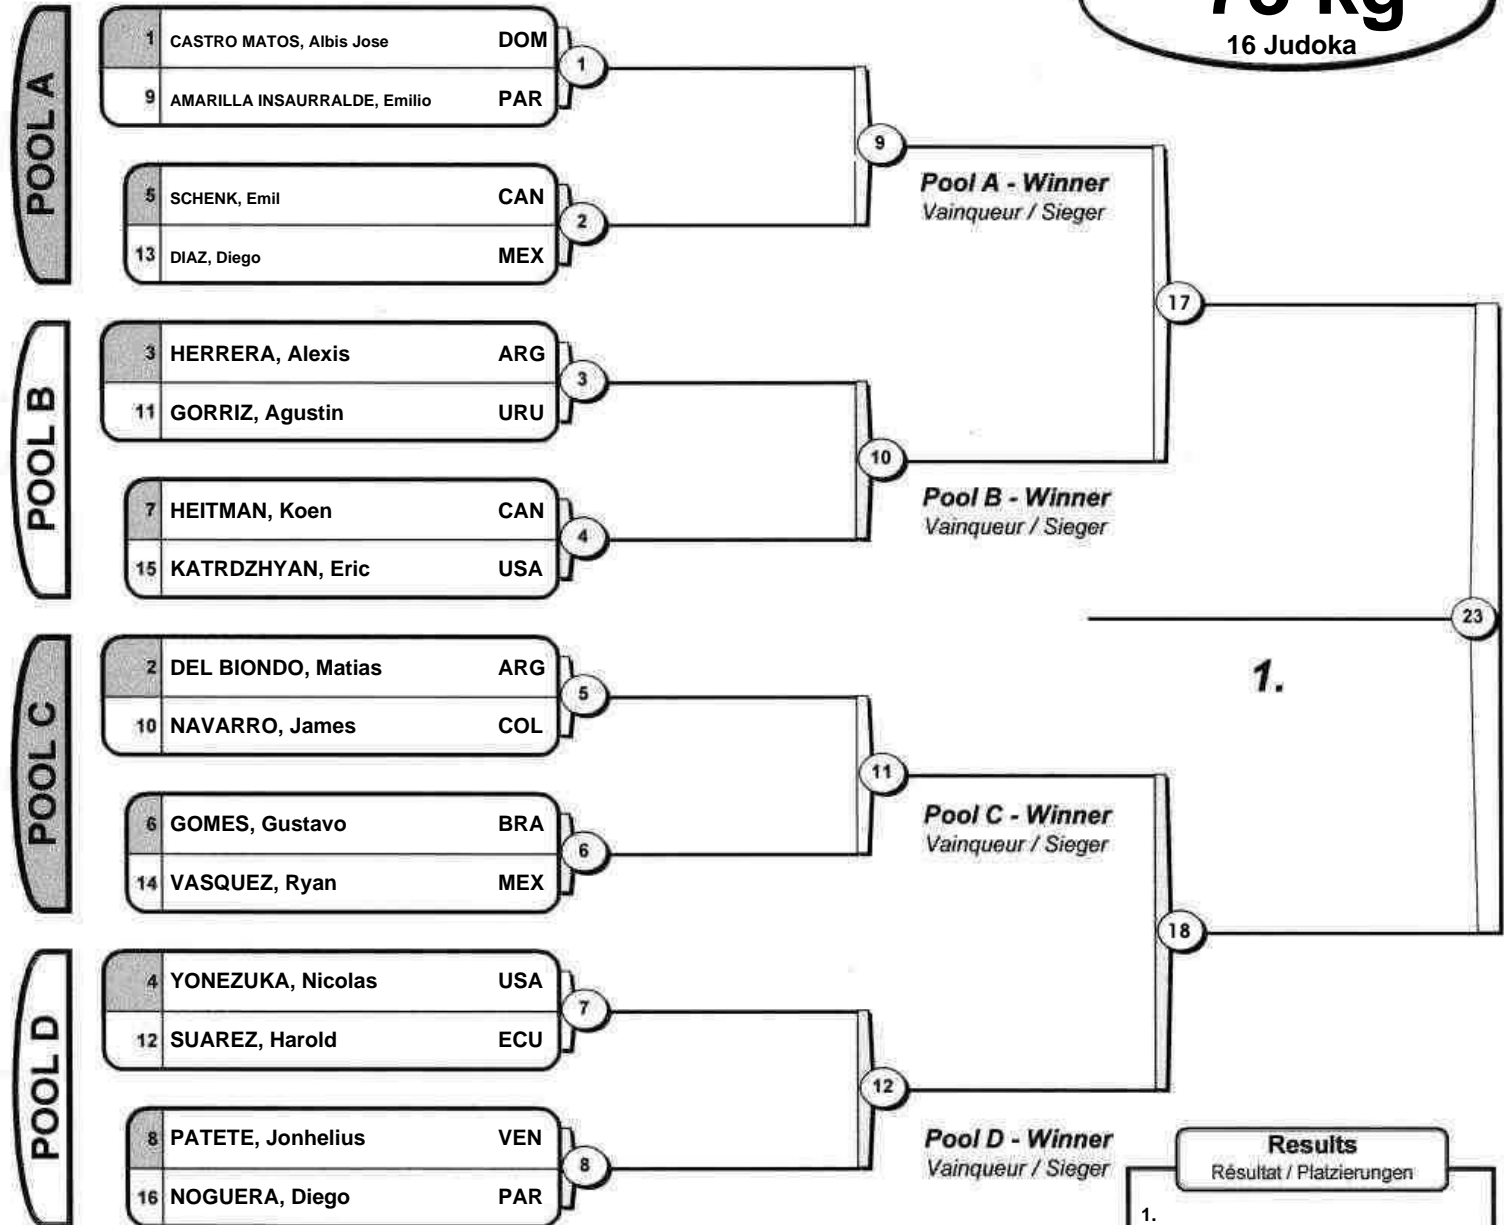 73 kg
16 Judoka
POOL A
1 CASTRO MATOS, Albis Jose DOM
1
9 AMARILLA INSAURRALDE, Emilio PAR
9
Pool A - Winner
Vainqueur / Sieger
5 SCHENK, Emil CAN
2
13 DIAZ, Diego MEX
17
POOL B
3 HERRERA, Alexis ARG
3
11 GORRIZ, Agustin URU
10
Pool B - Winner
Vainqueur / Sieger
7 HEITMAN, Koen CAN
4
15 KATRDZHYAN, Eric USA
23
1.
POOL C
2 DEL BIONDO, Matias ARG
5
10 NAVARRO, James COL
11
Pool C - Winner
Vainqueur / Sieger
6 GOMES, Gustavo BRA
6
14 VASQUEZ, Ryan MEX
18
POOL D
4 YONEZUKA, Nicolas USA
7
12 SUAREZ, Harold ECU
12
Pool D - Winner
Vainqueur / Sieger
8 PATETE, Jonhelius VEN
8
16 NOGUERA, Diego PAR
Results
Résultat / Platzierungen
1.